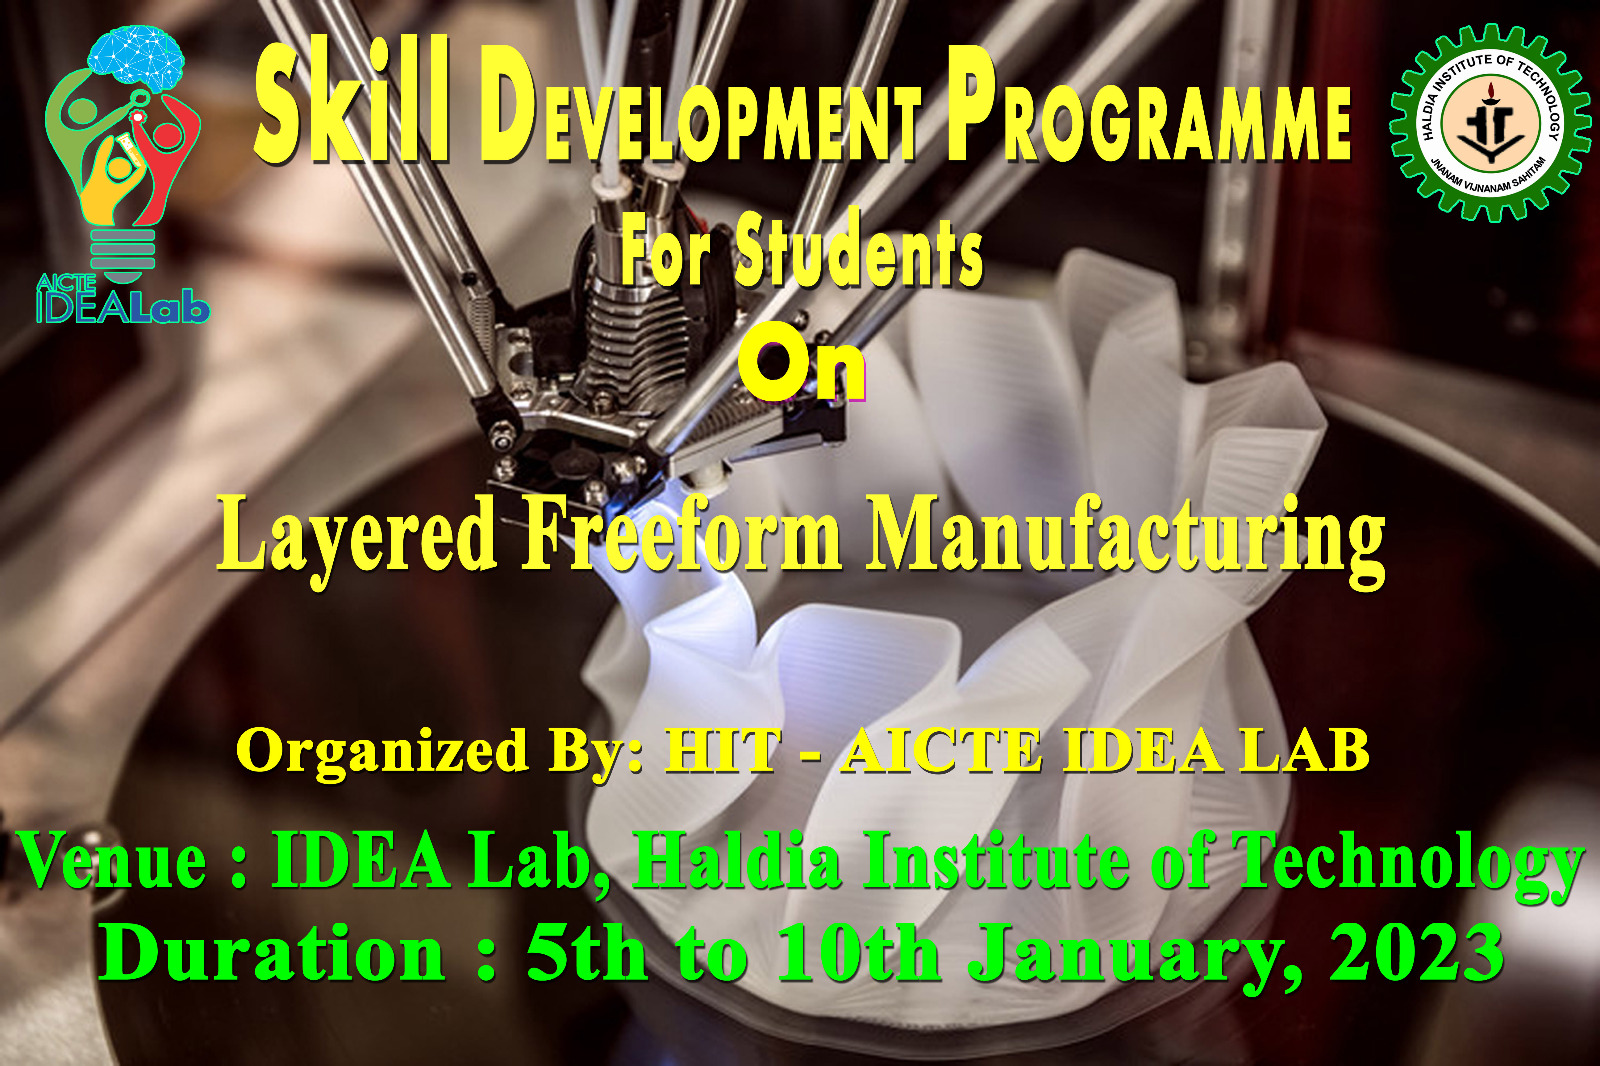 Skill DEVELOPMENT PROGRAMME
For Students
On
Layered Freeform Manufacturing
Organized By: HIT - AICTE IDEA LAB
Venue : IDEA Lab, Haldia Institute of Technology
Duration : 5th to 10th January, 2023
AICTE
IDEALab
HALDIA INSTITUTE OF TECHNOLOGY
JNANAM VIJNANAM SAHITAM